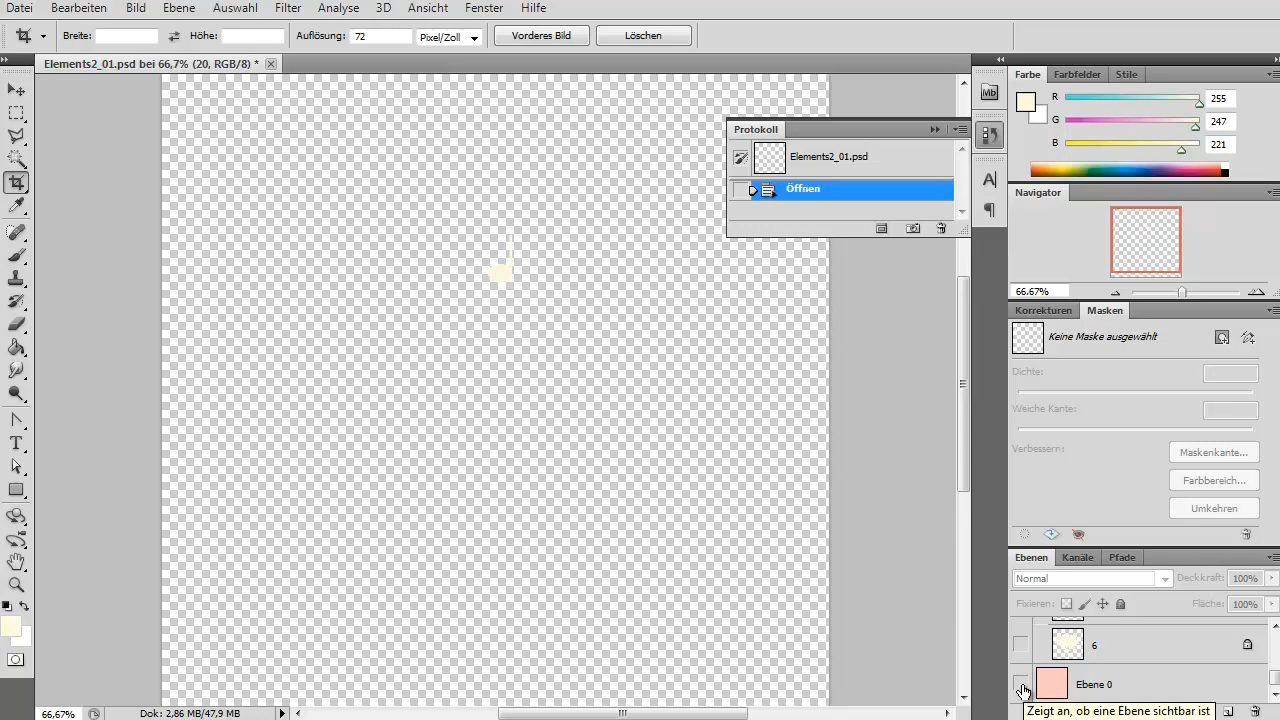 Datei Bearbeiten Bild Ebene Auswahl Filter Analyse 3D Ansicht Fenster Hilfe
Breite: Höhe: Auflösung: 72 Pixel/Zoll Vorderes Bild Löschen
Elements2_01.psd bei 66,7% (20, RGB/8) *
Farbe Farbfelder Stile
Mb
R 255
G 247
B 221
Protokoll
Elements2_01.psd
Öffnen
A
Navigator
66.67%
Korrekturen Masken
Keine Maske ausgewählt
Dichte:
Weiche Kante:
Verbessern: Maskenkante...
Farbbereich...
Umkehren
T
Ebenen Kanäle Pfade
Normal Deckkraft: 100%
Fixieren: Fläche: 100%
6
Ebene 0
Zeigt an, ob eine Ebene sichtbar ist
66,67% Dok: 2,86 MB/47,9 MB